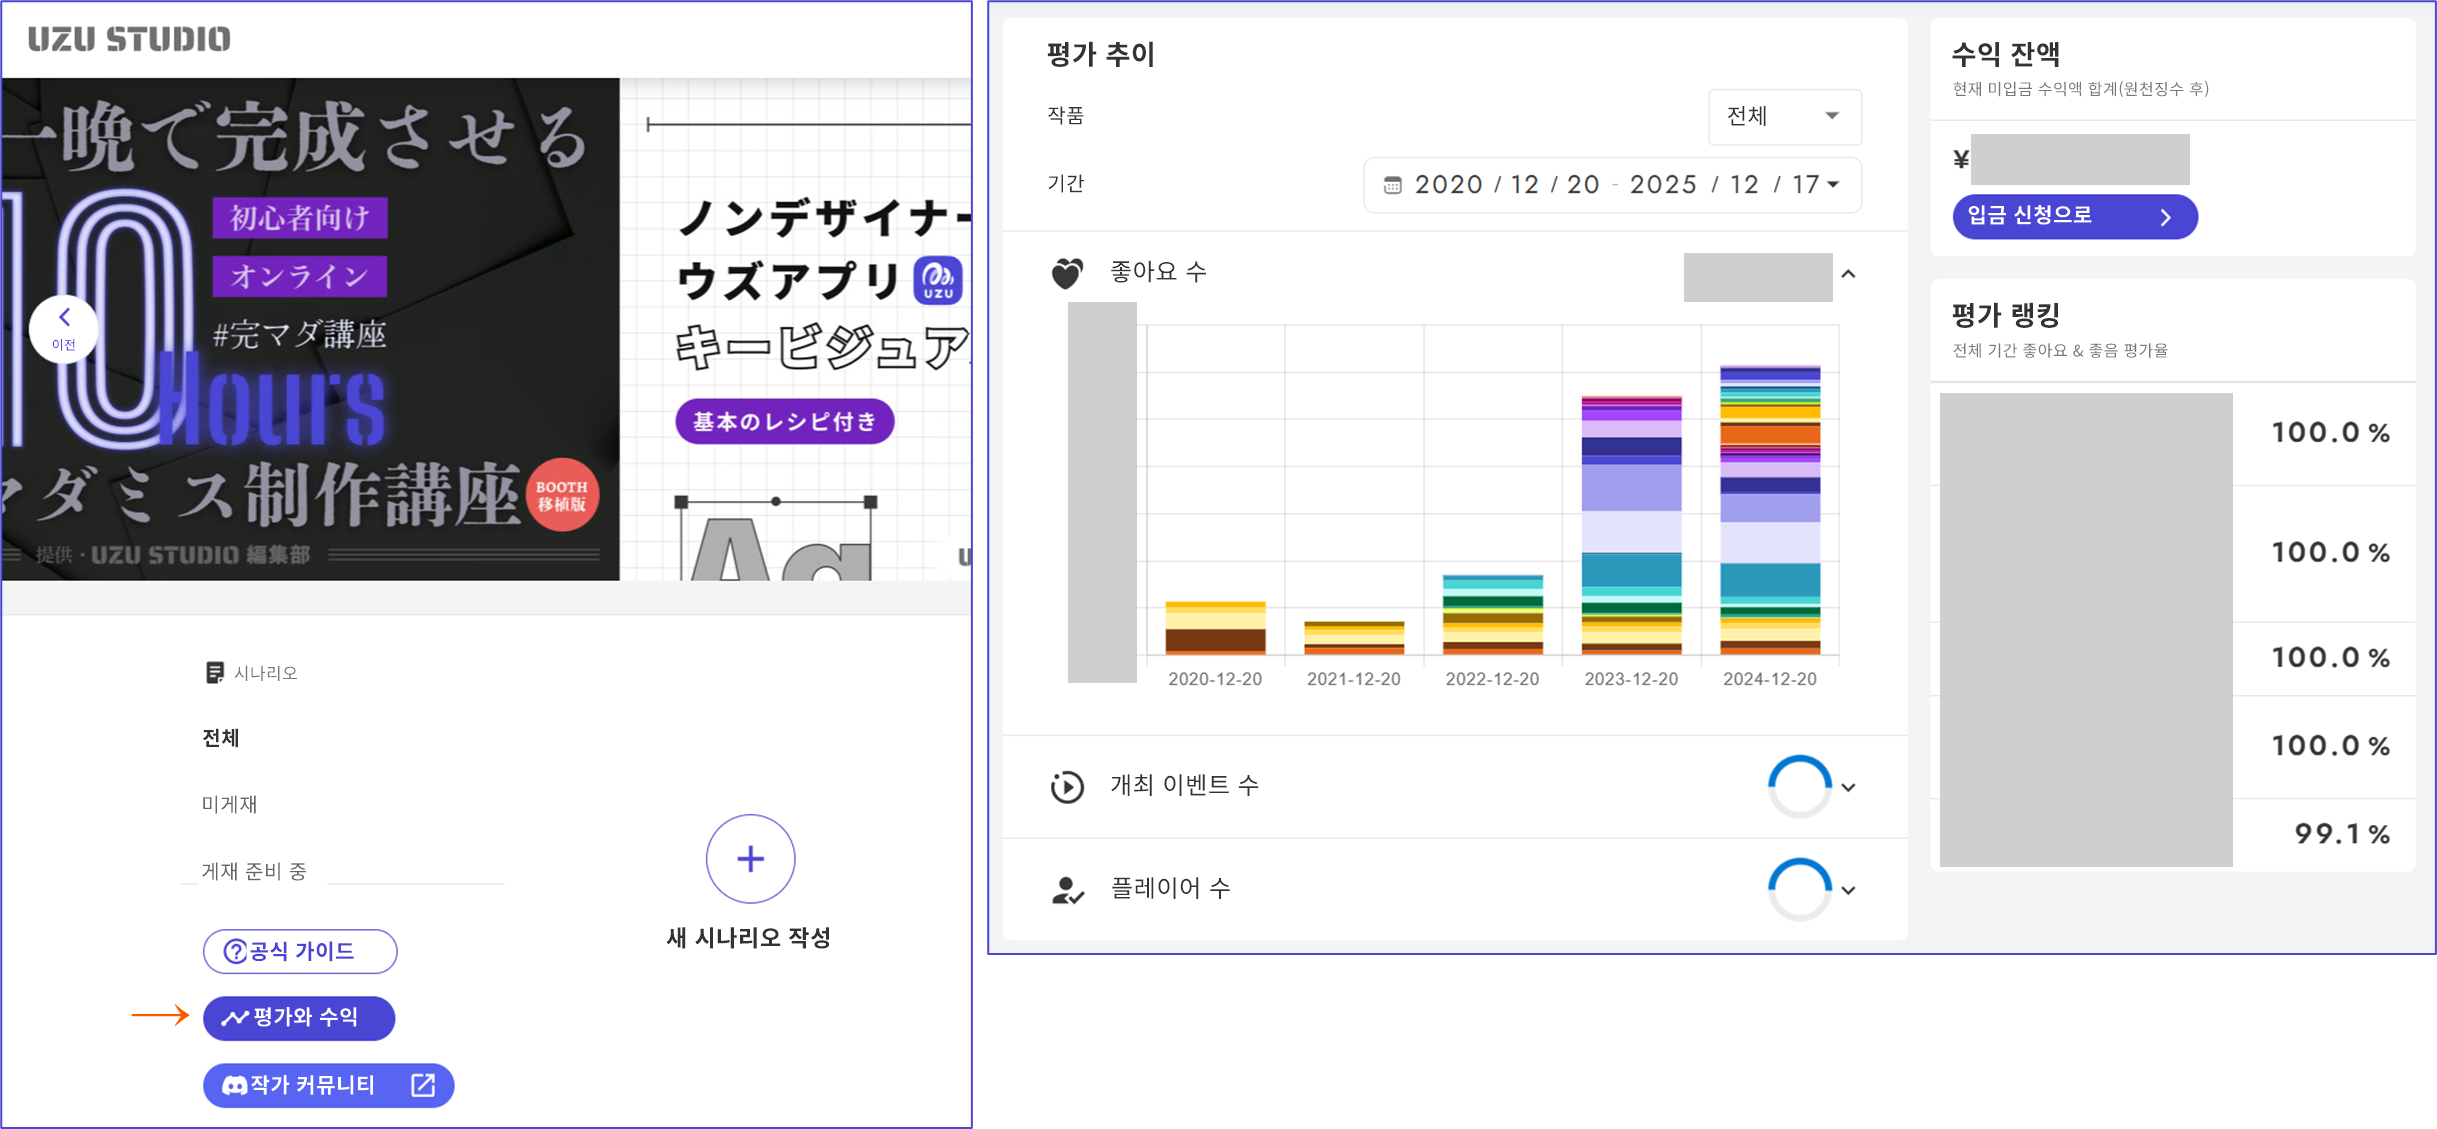 UZU STUDIO
一晩で完成させる
10
初心者向け
オンライン
#完マダ講座
Hours
マダミス制作講座
BOOTH
移植版
提供・UZU STUDIO 編集部
이전
ノンデザイナー
ウズアプリ
UZU
キービジュア
基本のレシピ付き
Aa
시나리오
전체
미게재
게재 준비 중
공식 가이드
평가와 수익
작가 커뮤니티
새 시나리오 작성
평가 추이
작품
전체
기간
2020 / 12 / 20 - 2025 / 12 / 17
좋아요 수
2020-12-20
2021-12-20
2022-12-20
2023-12-20
2024-12-20
개최 이벤트 수
플레이어 수
수익 잔액
현재 미입금 수익액 합계(원천징수 후)
¥
입금 신청으로
평가 랭킹
전체 기간 좋아요 & 좋음 평가율
100.0 %
100.0 %
100.0 %
100.0 %
99.1 %